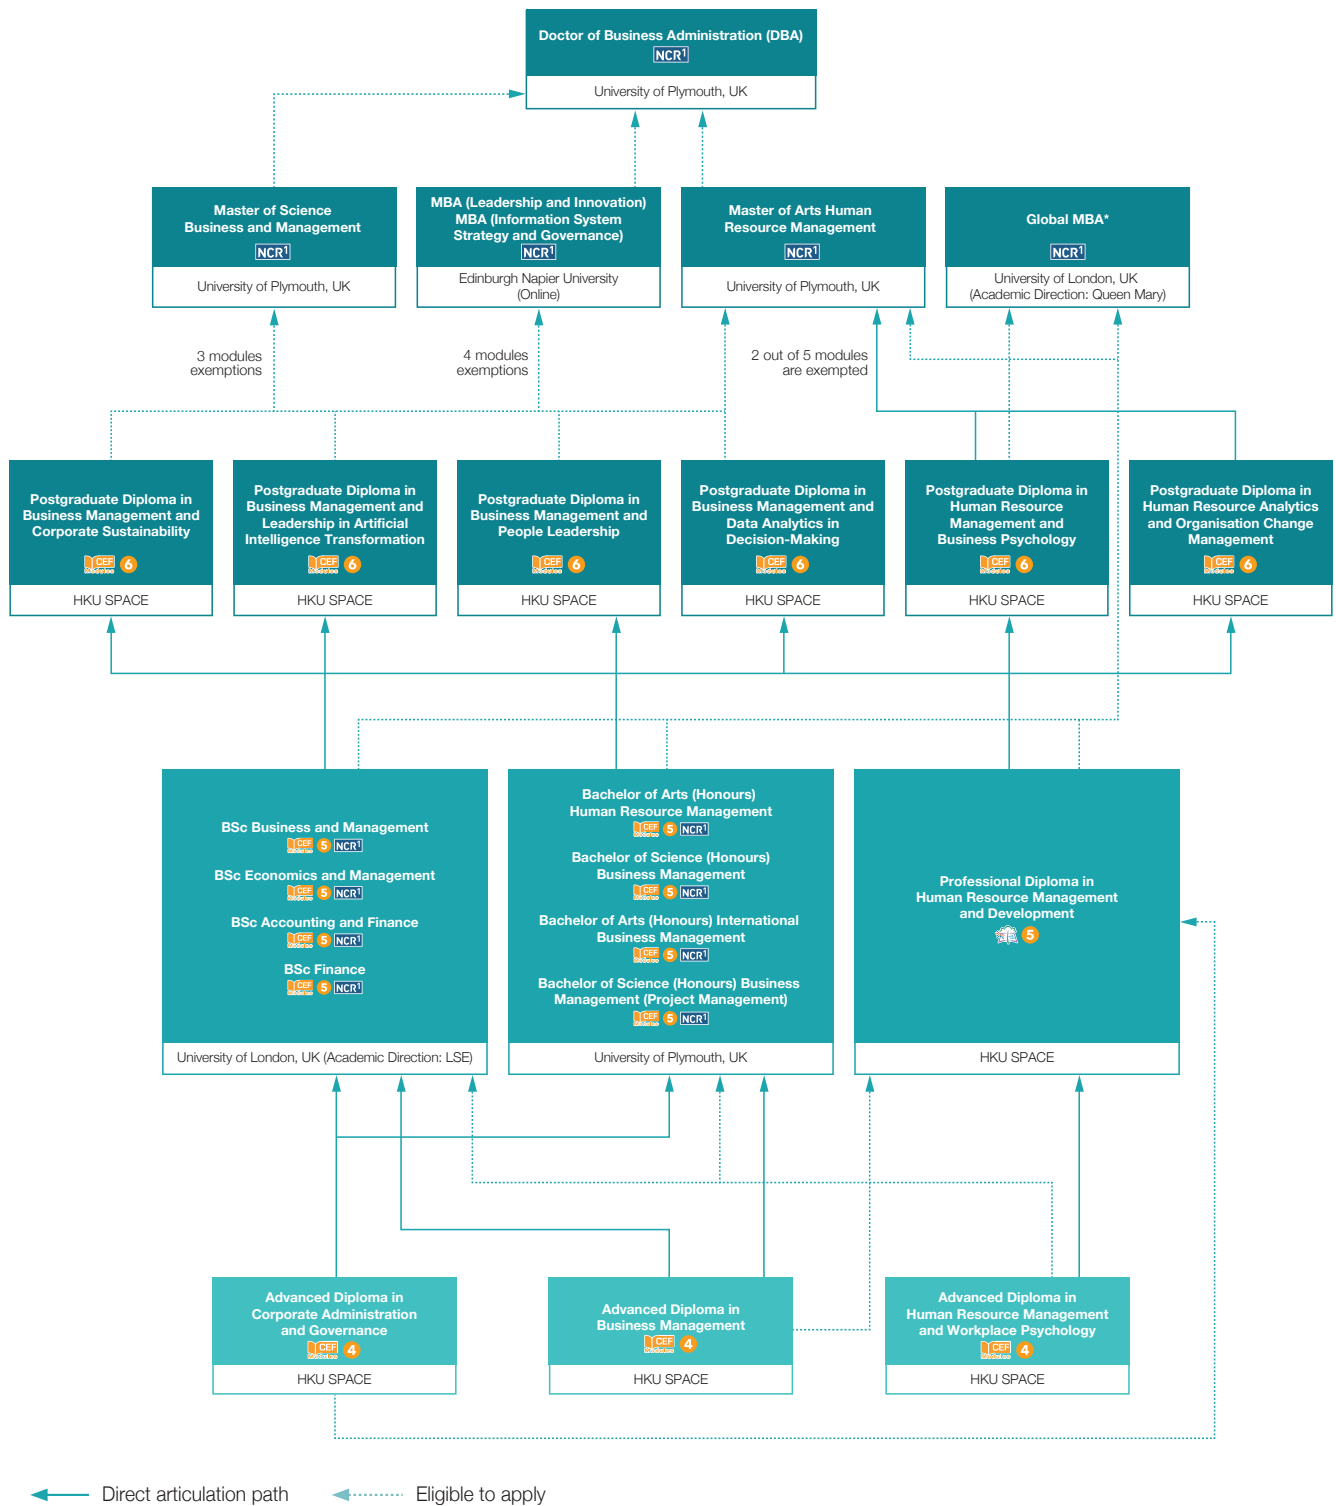 Doctor of Business Administration (DBA)
NCR1
University of Plymouth, UK
Master of Science
Business and Management
NCR1
University of Plymouth, UK
MBA (Leadership and Innovation)
MBA (Information System
Strategy and Governance)
NCR1
Edinburgh Napier University
(Online)
Master of Arts Human
Resource Management
NCR1
University of Plymouth, UK
Global MBA*
NCR1
University of London, UK
(Academic Direction: Queen Mary)
3 modules
exemptions
4 modules
exemptions
2 out of 5 modules
are exempted
Postgraduate Diploma in
Business Management and
Corporate Sustainability
CEF 6
HKU SPACE
Postgraduate Diploma in
Business Management and
Leadership in Artificial
Intelligence Transformation
CEF 6
HKU SPACE
Postgraduate Diploma in
Business Management and
People Leadership
CEF 6
HKU SPACE
Postgraduate Diploma in
Business Management and
Data Analytics in
Decision-Making
CEF 6
HKU SPACE
Postgraduate Diploma in
Human Resource
Management and
Business Psychology
CEF 6
HKU SPACE
Postgraduate Diploma in
Human Resource Analytics
and Organisation Change
Management
CEF 6
HKU SPACE
BSc Business and Management
CEF 5 NCR1
BSc Economics and Management
CEF 5 NCR1
BSc Accounting and Finance
CEF 5 NCR1
BSc Finance
CEF 5 NCR1
University of London, UK (Academic Direction: LSE)
Bachelor of Arts (Honours)
Human Resource Management
CEF 5 NCR1
Bachelor of Science (Honours)
Business Management
CEF 5 NCR1
Bachelor of Arts (Honours) International
Business Management
CEF 5 NCR1
Bachelor of Science (Honours) Business
Management (Project Management)
CEF 5 NCR1
University of Plymouth, UK
Professional Diploma in
Human Resource Management
and Development
5
HKU SPACE
Advanced Diploma in
Corporate Administration
and Governance
CEF 4
HKU SPACE
Advanced Diploma in
Business Management
CEF 4
HKU SPACE
Advanced Diploma in
Human Resource Management
and Workplace Psychology
CEF 4
HKU SPACE
Direct articulation path
Eligible to apply